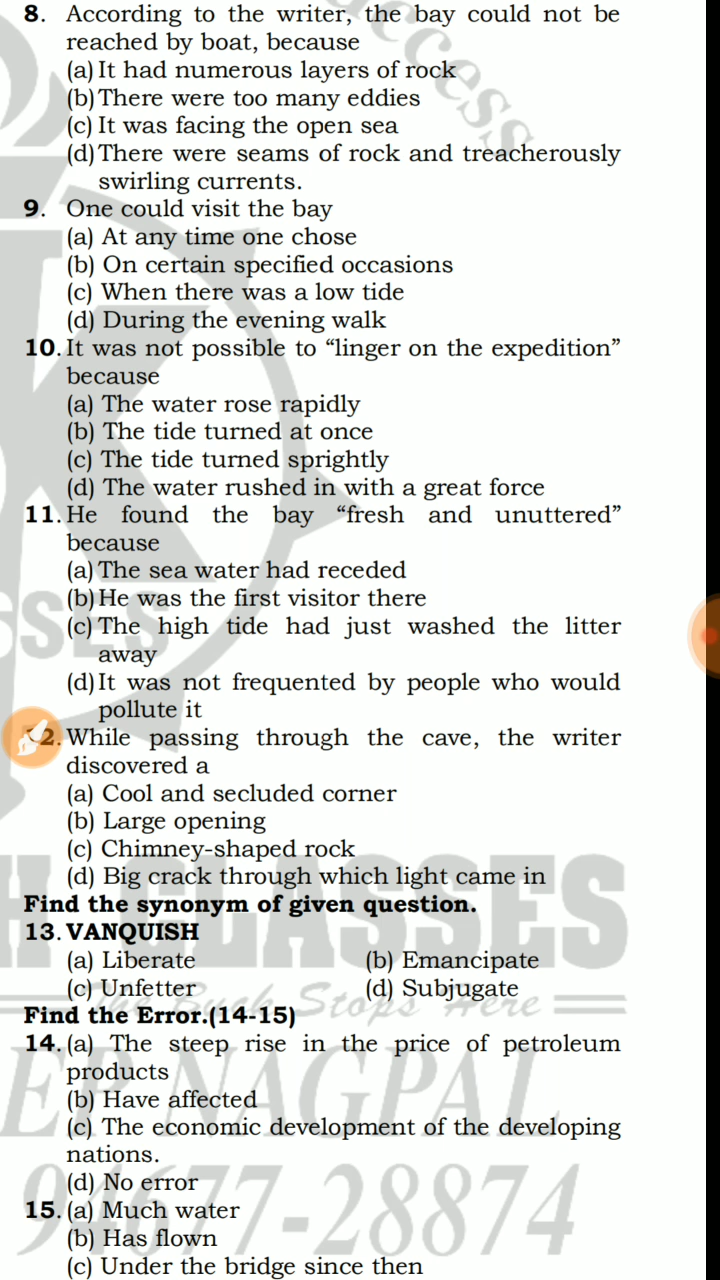 8. According to the writer, the bay could not be
reached by boat, because
(a) It had numerous layers of rock
(b) There were too many eddies
(c) It was facing the open sea
(d) There were seams of rock and treacherously
swirling currents.
9. One could visit the bay
(a) At any time one chose
(b) On certain specified occasions
(c) When there was a low tide
(d) During the evening walk
10. It was not possible to “linger on the expedition”
because
(a) The water rose rapidly
(b) The tide turned at once
(c) The tide turned sprightly
(d) The water rushed in with a great force
11. He found the bay “fresh and unuttered”
because
(a) The sea water had receded
(b) He was the first visitor there
(c) The high tide had just washed the litter
away
(d) It was not frequented by people who would
pollute it
2. While passing through the cave, the writer
discovered a
(a) Cool and secluded corner
(b) Large opening
(c) Chimney-shaped rock
(d) Big crack through which light came in
Find the synonym of given question.
13. VANQUISH
(a) Liberate (b) Emancipate
(c) Unfetter (d) Subjugate
The Buck Stops Here
Find the Error.(14-15)
14. (a) The steep rise in the price of petroleum
products
(b) Have affected
(c) The economic development of the developing
nations.
(d) No error
15. (a) Much water
(b) Has flown
(c) Under the bridge since then
CLASSES
NAGPAL
94677-28874